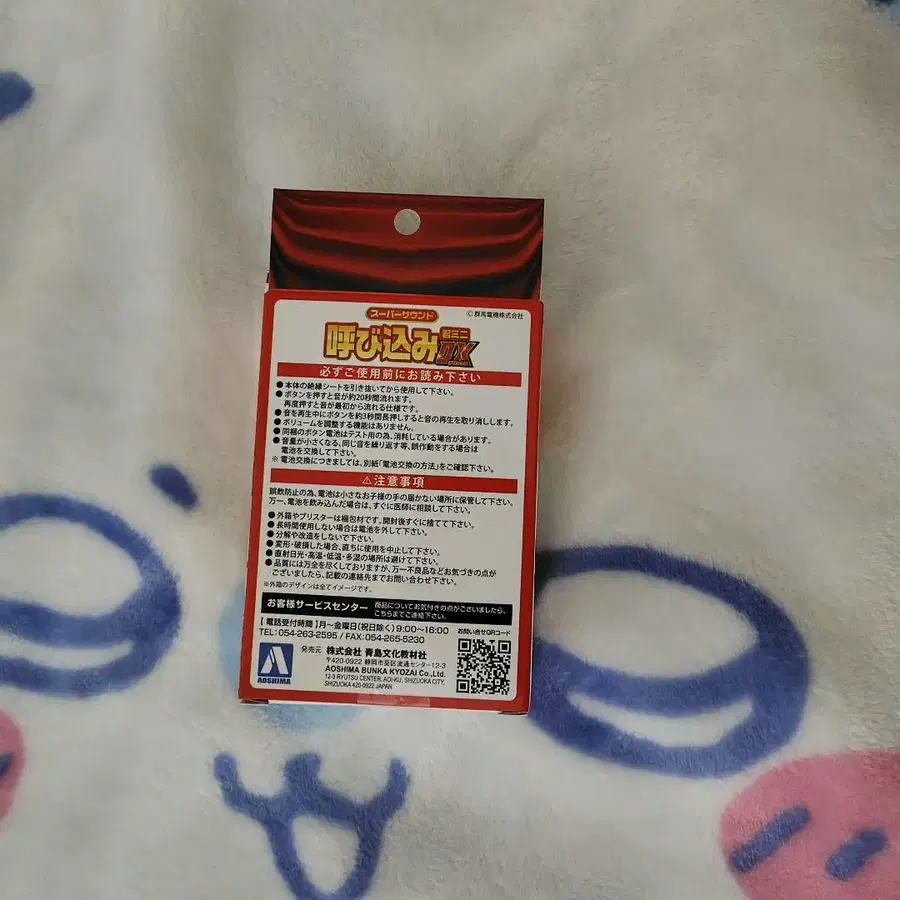 スーパーサウンド
Ⓒ群馬電機株式会社
呼び込み君ミニDX
必ずご使用前にお読み下さい
●本体の絶縁シートを引き抜いてから使用して下さい。
●ボタンを押すと音が約20秒間流れます。
再度押すと音が最初から流れる仕様です。
●音を再生中にボタンを約3秒間長押しすると音の再生を取り消しします。
●ボリュームを調整する機能はありません。
●同梱のボタン電池はテスト用の為、消耗している場合があります。
●音量が小さくなる、同じ音を繰り返す等、誤作動をする場合は
電池を交換して下さい。
※電池交換につきましては、別紙「電池交換の方法」をご確認下さい。
⚠注意事項
誤飲防止の為、電池は小さなお子様の手の届かない場所に保管して下さい。
万一、電池を飲み込んだ場合は、すぐに医師に相談して下さい。
●外箱やブリスターは梱包材です。開封後すぐに捨てて下さい。
●長時間使用しない場合は電池を外して下さい。
●分解や改造をしないで下さい。
●変形・破損した場合、直ちに使用を中止して下さい。
●直射日光・高温・低温・多湿の場所は避けて下さい。
●品質には万全を尽くしておりますが、万一不良品などお気づきの点が
ございましたら、記載の連絡先までお問い合わせ下さい。
※外箱のデザインは全てイメージです。
お客様サービスセンター 商品についてお気付きの点がございましたら、
こちらまでご連絡下さい。
【電話受付時間】月～金曜日(祝日除く)9:00～16:00 お問い合せQRコード
TEL:054-263-2595 / FAX:054-265-5230
発売元 株式会社 青島文化教材社
〒420-0922 静岡市葵区流通センター12-3
AOSHIMA BUNKA KYOZAI Co.,Ltd.
12-3 RYUTSU CENTER, AOI-KU, SHIZUOKA CITY,
SHIZUOKA 420-0922 JAPAN
AOSHIMA